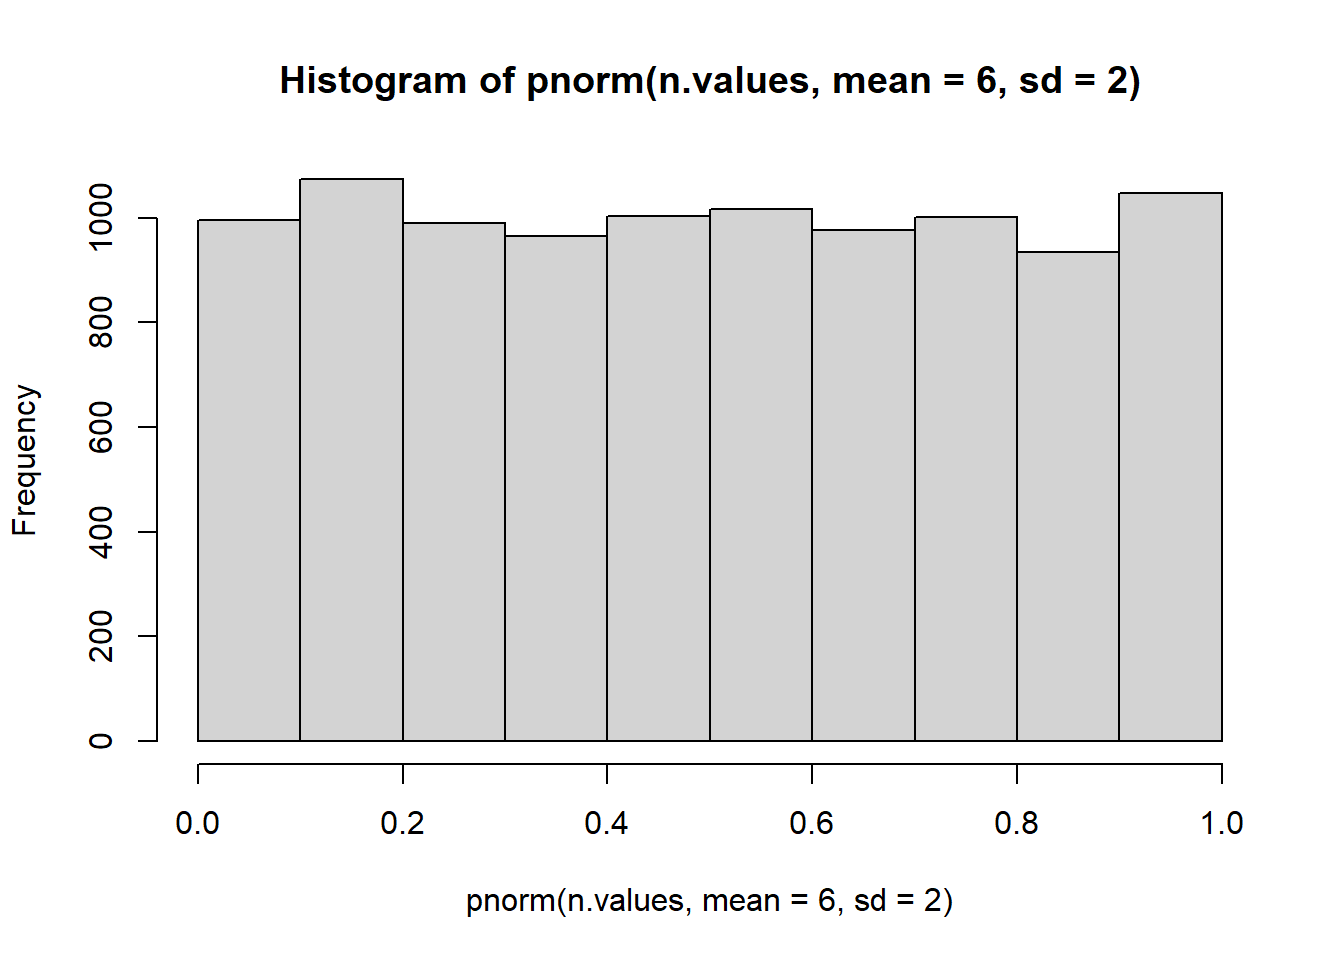 Histogram of pnorm(n.values, mean = 6, sd = 2)
Frequency
1000
800
600
400
200
0
0.0 0.2 0.4 0.6 0.8 1.0
pnorm(n.values, mean = 6, sd = 2)